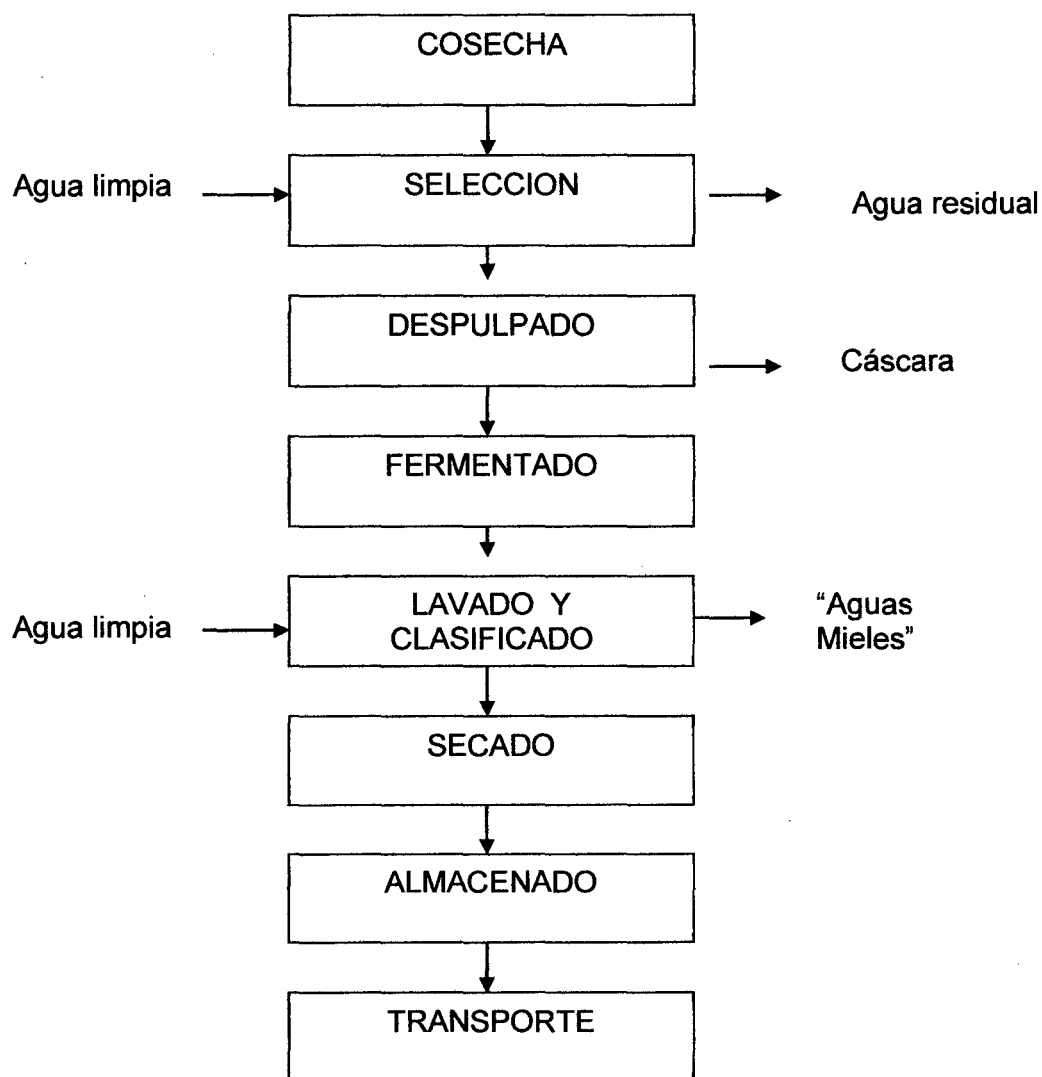 COSECHA
Agua limpia
SELECCION
Agua residual
DESPULPADO
Cáscara
FERMENTADO
Agua limpia
LAVADO Y
CLASIFICADO
“Aguas
Mieles”
SECADO
ALMACENADO
TRANSPORTE